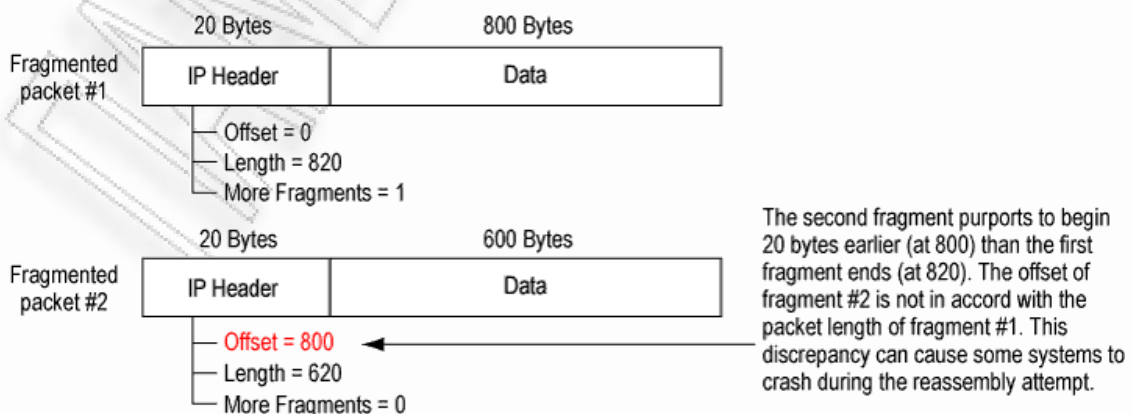 20 Bytes 800 Bytes
Fragmented
packet #1
IP Header Data
Offset = 0
Length = 820
More Fragments = 1
20 Bytes 600 Bytes
Fragmented
packet #2
IP Header Data
Offset = 800
Length = 620
More Fragments = 0
The second fragment purports to begin
20 bytes earlier (at 800) than the first
fragment ends (at 820). The offset of
fragment #2 is not in accord with the
packet length of fragment #1. This
discrepancy can cause some systems to
crash during the reassembly attempt.